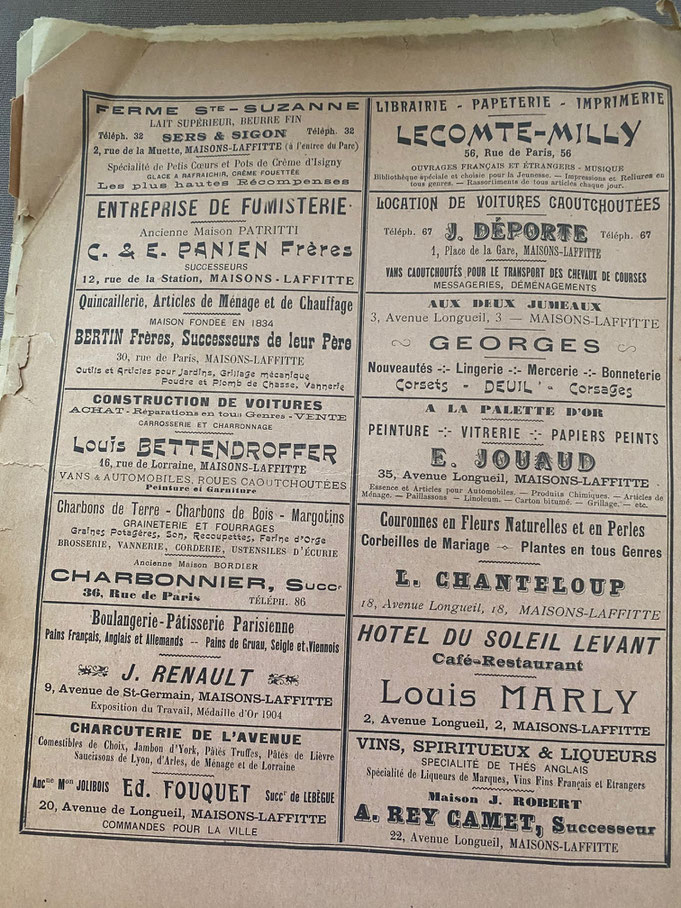 FERME STE-SUZANNE
LAIT SUPÉRIEUR, BEURRE FIN
Téléph. 32 SERS & SIGON Téléph. 32
2, rue de la Muette, MAISONS-LAFFITTE (à l'entree du Parc)
Spécialité de Petis Cœurs et Pots de Crème d'Isigny
GLACE A RAFRAICHIR, CRÈME FOUETTÉE
Les plus hautes Récompenses
ENTREPRISE DE FUMISTERIE
Ancienne Maison PATRITTI
C. & E. PANIEN Frères
SUCCESSEURS
12, rue de la Station, MAISONS-LAFFITTE
Quincaillerie, Articles de Ménage et de Chauffage
MAISON FONDÉE EN 1834
BERTIN Frères, Successeurs de leur Père
30, rue de Paris, MAISONS-LAFFITTE
Outils et Articles pour Jardins, Grillage mécanique
Poudre et Plomb de Chasse, Vannerie
CONSTRUCTION DE VOITURES
ACHAT - Réparations en tous Genres - VENTE
CARROSSERIE ET CHARRONNAGE
Louis BETTENDROFFER
16, rue de Lorraine, MAISONS-LAFFITTE
VANS & AUTOMOBILES, ROUES CAOUTCHOUTÉES
Peinture et Garniture
Charbons de Terre - Charbons de Bois - Margotins
GRAINETERIE ET FOURRAGES
Graines Potagères, Son, Recoupettes, Farine d'Orge
BROSSERIE, VANNERIE, CORDERIE, USTENSILES D'ÉCURIE
Ancienne Maison BORDIER
CHARBONNIER, Succr
36, Rue de Paris TÉLÉPH. 86
Boulangerie-Pâtisserie Parisienne
Pains Français, Anglais et Allemands — Pains de Gruau, Seigle et Viennois
J. RENAULT
9, Avenue de St-Germain, MAISONS-LAFFITTE
Exposition du Travail, Médaille d'Or 1904
CHARCUTERIE DE L'AVENUE
Comestibles de Choix, Jambon d'York, Pâtés Truffes, Pâtés de Lièvre
Saucissons de Lyon, d'Arles, de Ménage et de Lorraine
Ancne Mon JOLIBOIS Ed. FOUQUET Succr de LEBÈGUE
20, Avenue de Longueil, MAISONS-LAFFITTE
COMMANDES POUR LA VILLE
LIBRAIRIE - PAPETERIE - IMPRIMERIE
LECOMTE-MILLY
56, Rue de Paris, 56
OUVRAGES FRANÇAIS ET ÉTRANGERS - MUSIQUE
Bibliothèque spéciale et choisie pour la Jeunesse. — Impressions et Reliures en
tous genres. — Rassortiments de tous articles chaque jour.
LOCATION DE VOITURES CAOUTCHOUTÉES
Téléph. 67 J. DÉPORTE Téléph. 67
1, Place de la Gare, MAISONS-LAFFITTE
VANS CAOUTCHOUTÉS POUR LE TRANSPORT DES CHEVAUX DE COURSES
MESSAGERIES, DÉMÉNAGEMENTS
AUX DEUX JUMEAUX
3, Avenue Longueil, 3 — MAISONS-LAFFITTE
GEORGES
Nouveautés -:- Lingerie -:- Mercerie -:- Bonneterie
Corsets - DEUIL - Corsages
A LA PALETTE D'OR
PEINTURE -:- VITRERIE -:- PAPIERS PEINTS
E. JOUAUD
35, Avenue Longueil, MAISONS-LAFFITTE
Essence et Articles pour Automobiles. — Produits Chimiques. — Articles de
Ménage. — Paillassons — Linoleum. — Carton bitumé. — Grillage. — etc.
Couronnes en Fleurs Naturelles et en Perles
Corbeilles de Mariage - Plantes en tous Genres
L. CHANTELOUP
18, Avenue Longueil, 18, MAISONS-LAFFITTE
HOTEL DU SOLEIL LEVANT
Café-Restaurant
Louis MARLY
2, Avenue Longueil, 2, MAISONS-LAFFITTE
VINS, SPIRITUEUX & LIQUEURS
SPÉCIALITÉ DE THÉS ANGLAIS
Spécialité de Liqueurs de Marques, Vins Fins Français et Etrangers
Maison J. ROBERT
A. REY CAMET, Successeur
22, Avenue Longueil, MAISONS-LAFFITTE